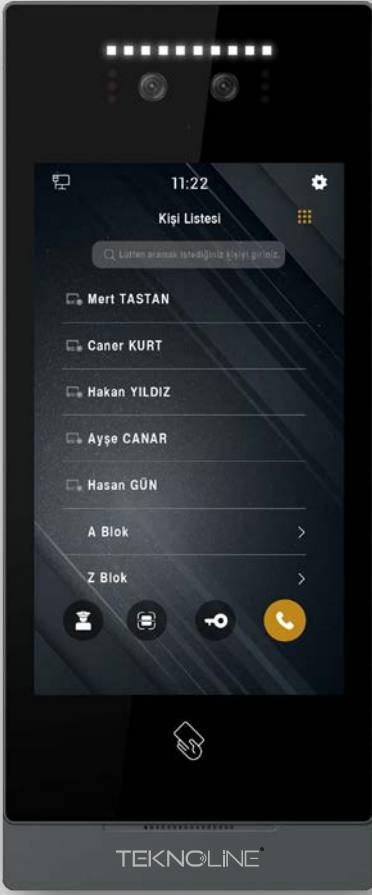 11:22
Kişi Listesi
Lütfen aramak istediğiniz kişiyi giriniz.
Mert TASTAN
Caner KURT
Hakan YILDIZ
Ayşe CANAR
Hasan GÜN
A Blok
Z Blok
TEKNOLINE